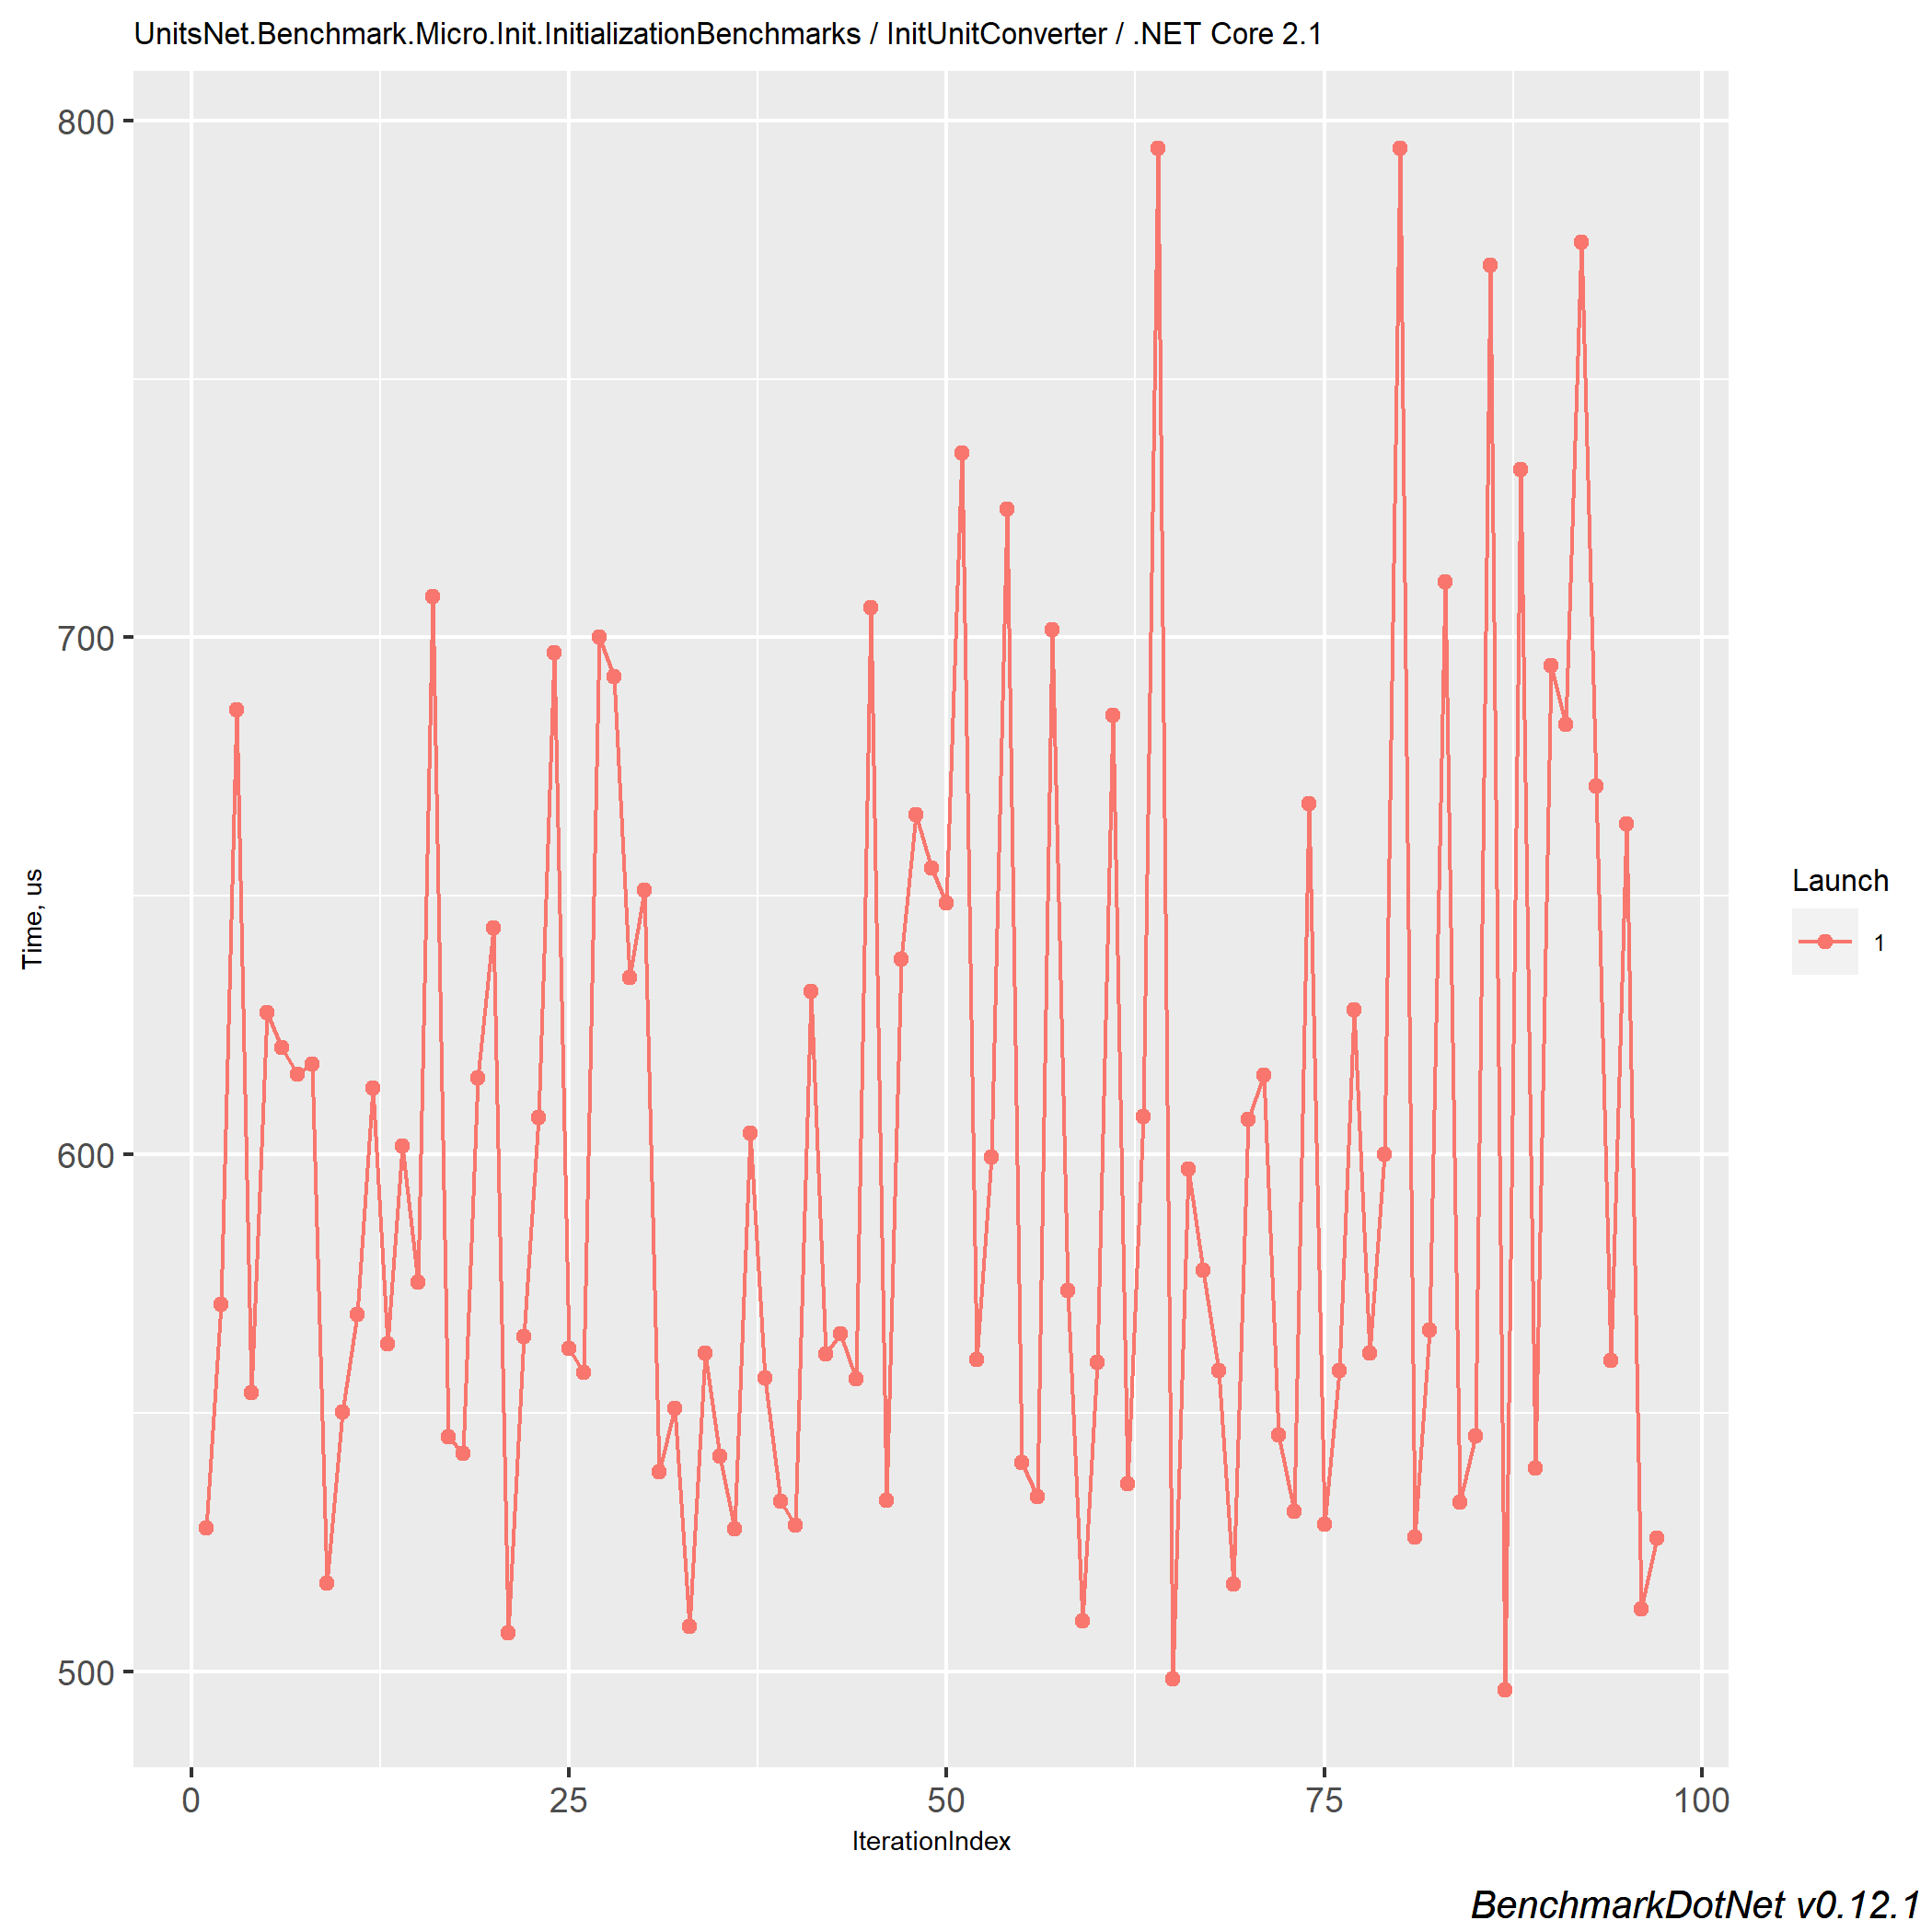 UnitsNet.Benchmark.Micro.Init.InitializationBenchmarks / InitUnitConverter / .NET Core 2.1
800
700
600
500
Time, us
0 25 50 75 100
IterationIndex
Launch
1
BenchmarkDotNet v0.12.1